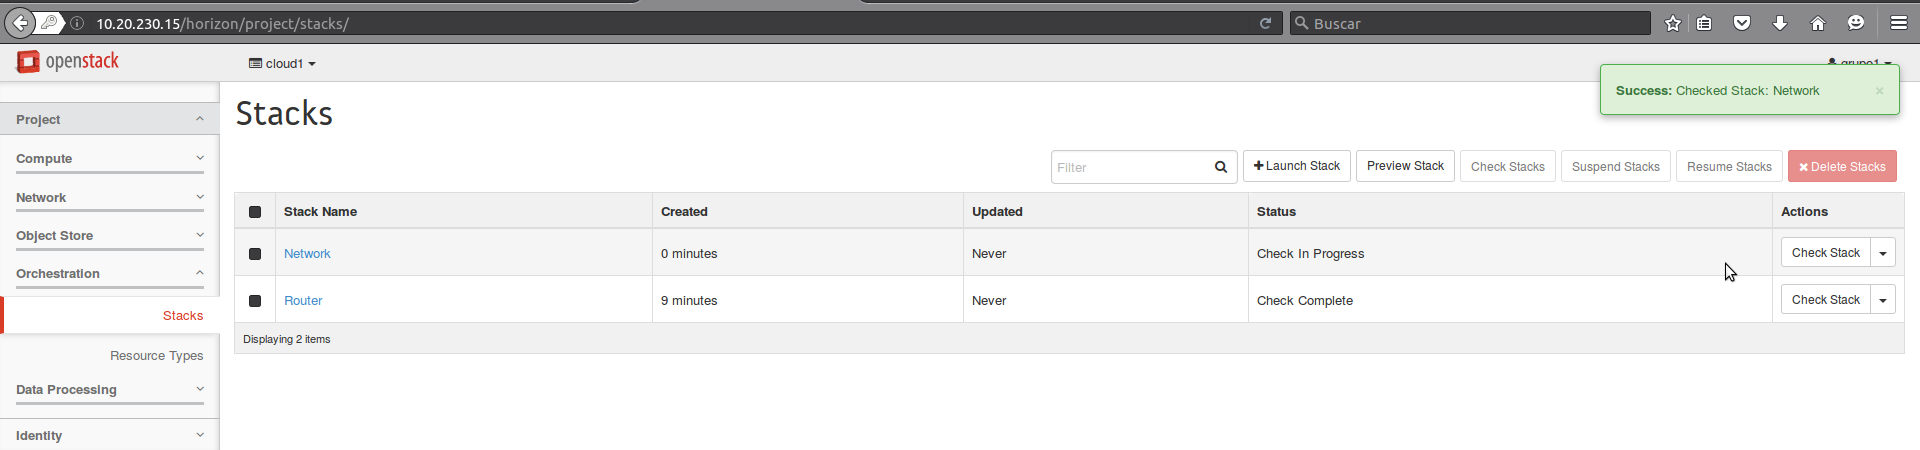 10.20.230.15/horizon/project/stacks/
Buscar
openstack
cloud1
grupo1
Success: Checked Stack: Network ×
Project
Compute
Network
Object Store
Orchestration
Stacks
Resource Types
Data Processing
Identity
Stacks
Filter
Launch Stack
Preview Stack
Check Stacks
Suspend Stacks
Resume Stacks
Delete Stacks
Stack Name Created Updated Status Actions
Network 0 minutes Never Check In Progress Check Stack
Router 9 minutes Never Check Complete Check Stack
Displaying 2 items